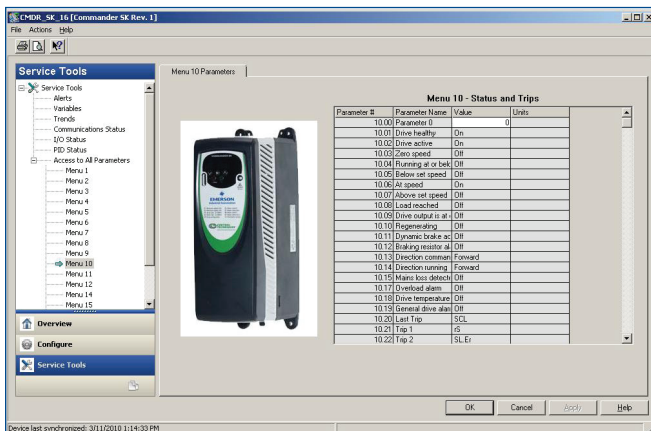 CMDR_SK_16 [Commander SK Rev. 1]
File Actions Help
Service Tools
Service Tools
Alerts
Variables
Trends
Communications Status
I/O Status
PID Status
Access to All Parameters
Menu 1
Menu 2
Menu 3
Menu 4
Menu 5
Menu 6
Menu 7
Menu 8
Menu 9
Menu 10
Menu 11
Menu 12
Menu 14
Menu 15
Overview
Configure
Service Tools
Menu 10 Parameters
EMERSON
Menu 10 - Status and Trips
Parameter # Parameter Name Value Units
10.00 Parameter 0 0
10.01 Drive healthy On
10.02 Drive active On
10.03 Zero speed Off
10.04 Running at or bel Off
10.05 Below set speed Off
10.06 At speed On
10.07 Above set speed Off
10.08 Load reached Off
10.09 Drive output is at Off
10.10 Regenerating Off
10.11 Dynamic brake ac Off
10.12 Braking resistor al Off
10.13 Direction comman Forward
10.14 Direction running Forward
10.15 Mains loss detecti Off
10.17 Overload alarm Off
10.18 Drive temperature Off
10.19 General drive alan Off
10.20 Last Trip SCL
10.21 Trip 1 rS
10.22 Trip 2 SL.Er
OK Cancel Apply Help
Device last synchronized: 3/11/2010 1:14:33 PM